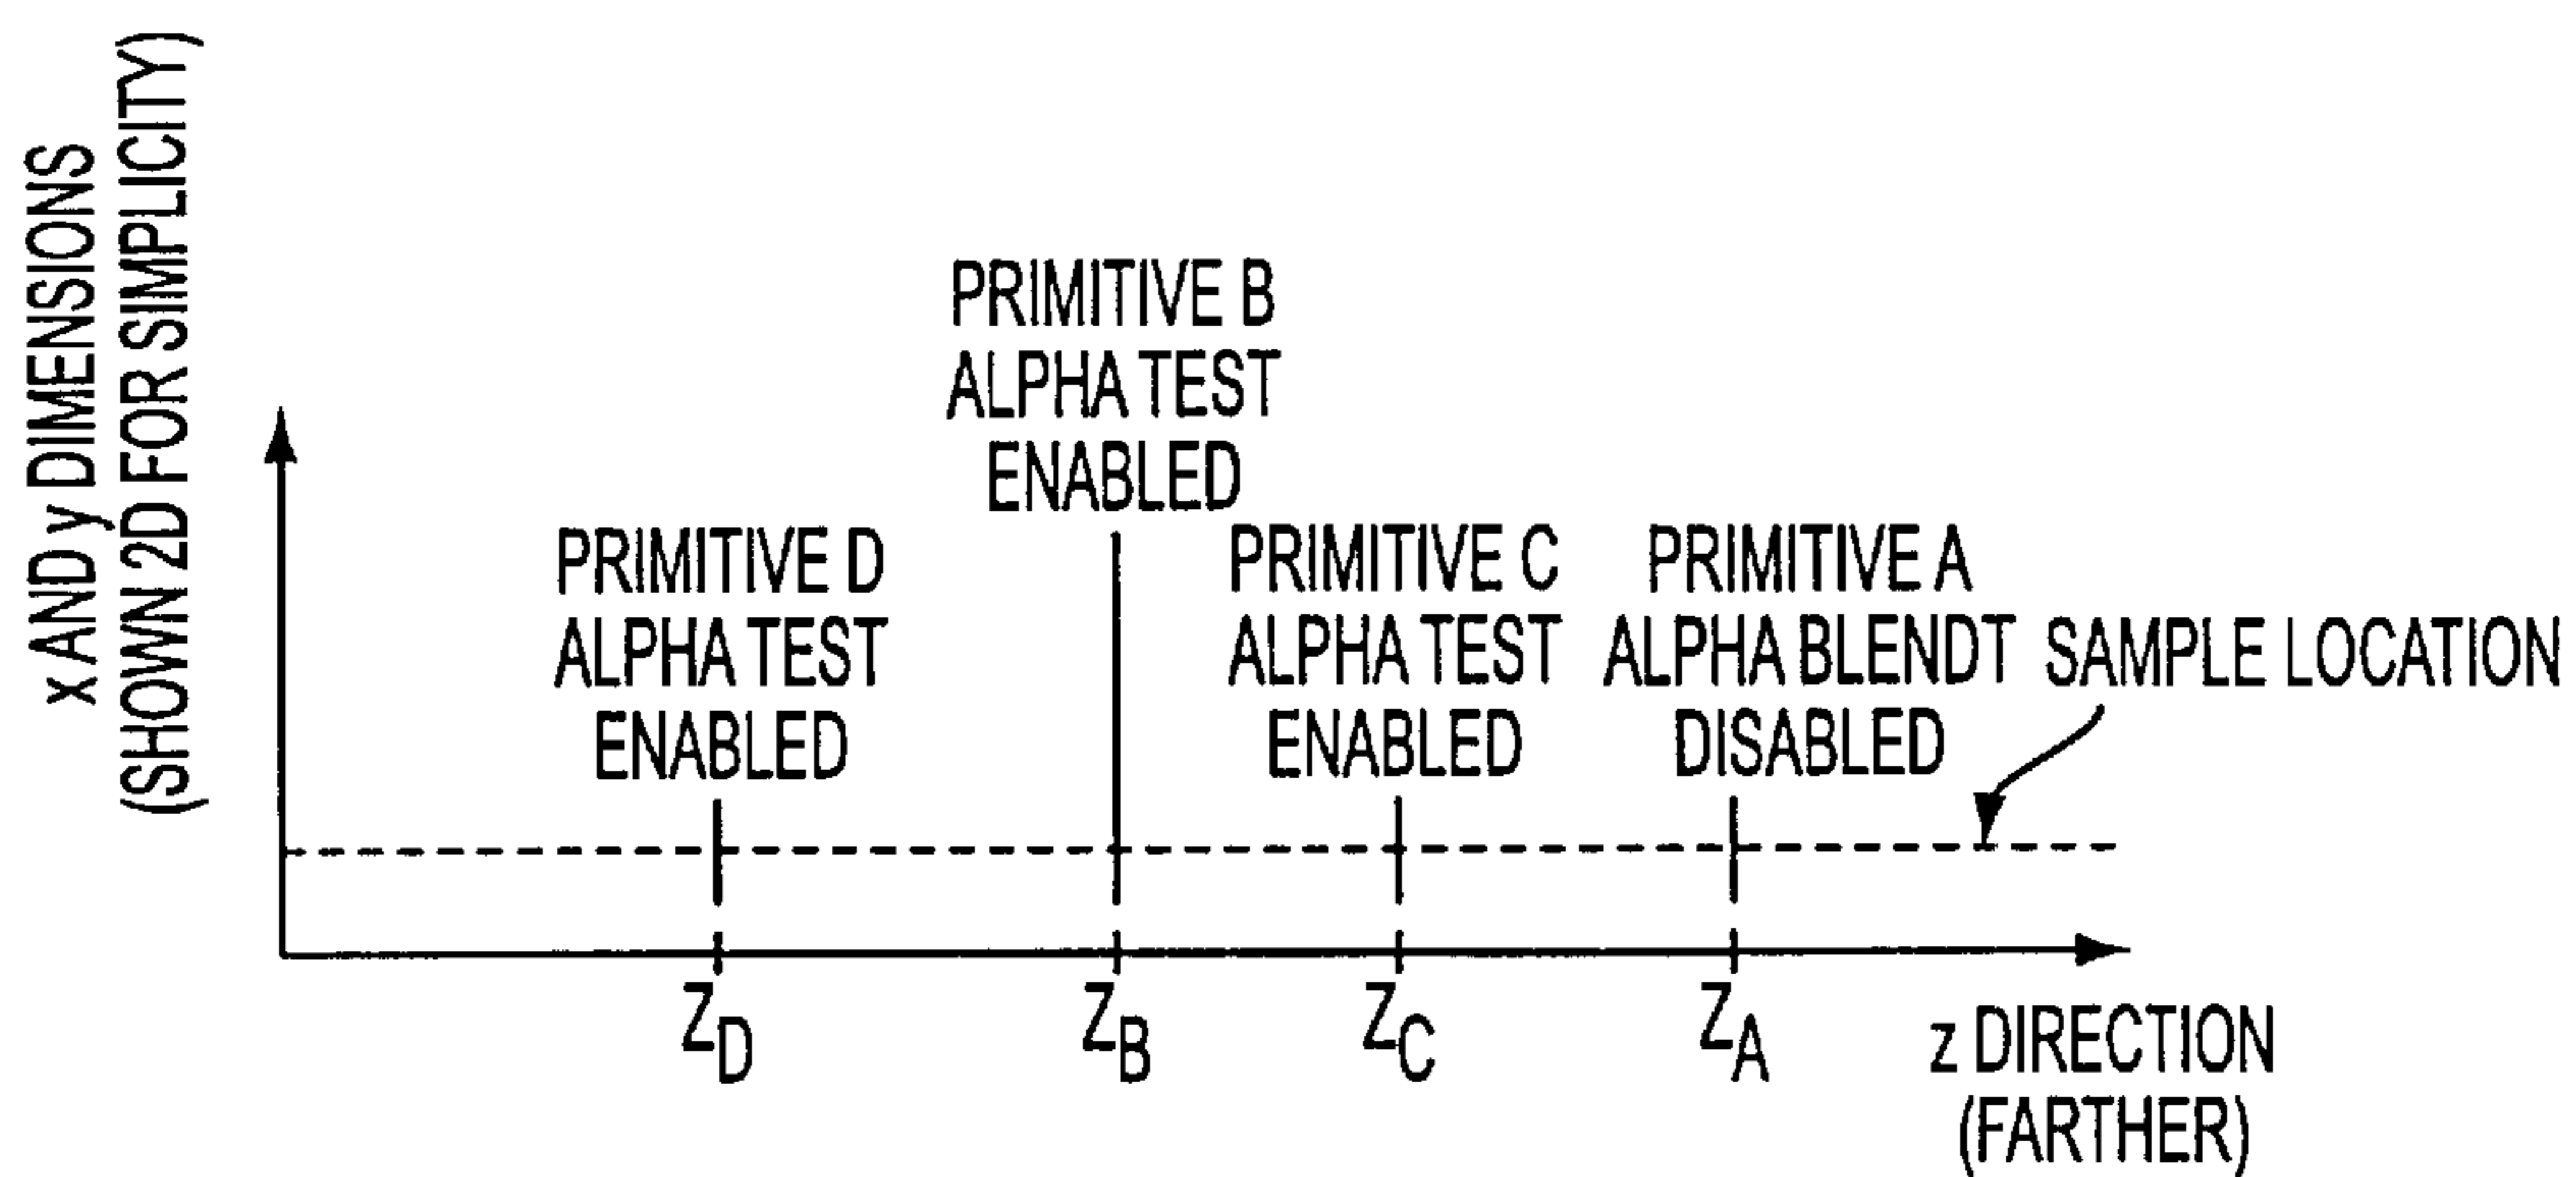 x AND y DIMENSIONS
(SHOWN 2D FOR SIMPLICITY)
PRIMITIVE B
ALPHA TEST
ENABLED
PRIMITIVE D
ALPHA TEST
ENABLED
PRIMITIVE C
ALPHA TEST
ENABLED
PRIMITIVE A
ALPHA BLENDT
DISABLED
SAMPLE LOCATION
ZD
ZB
ZC
ZA
z DIRECTION
(FARTHER)